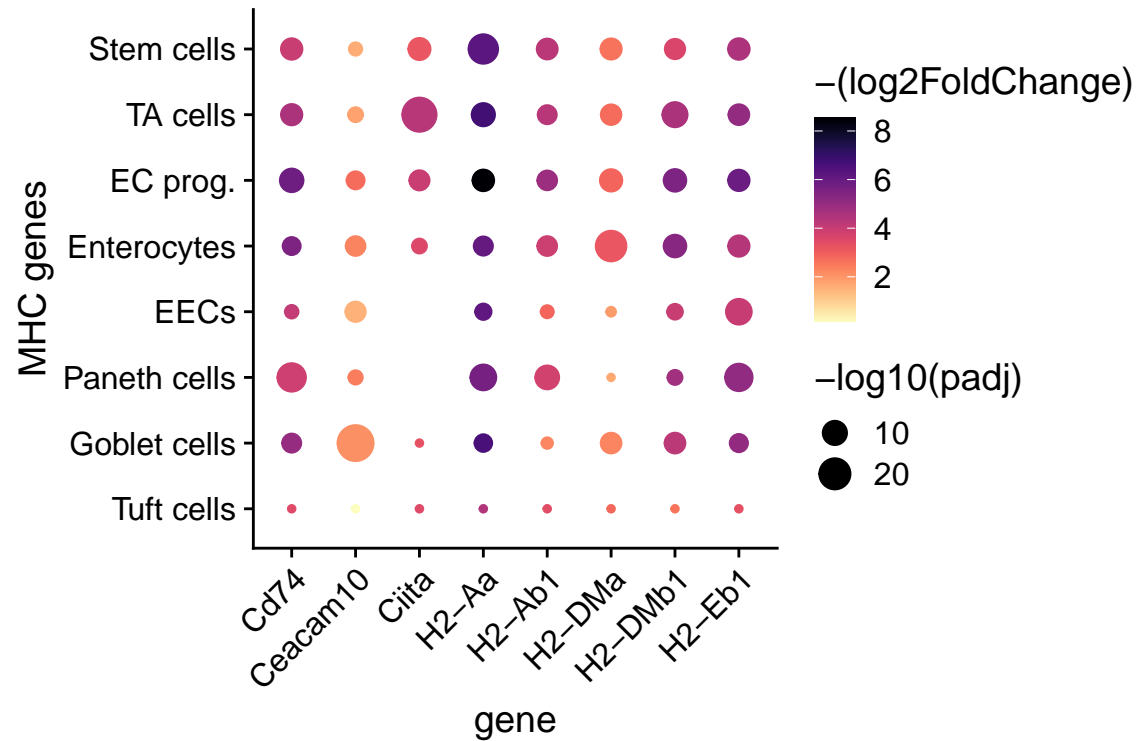 MHC genes
Stem cells
TA cells
EC prog.
Enterocytes
EECs
Paneth cells
Goblet cells
Tuft cells
Cd74
Ceacam10
Ciita
H2−Aa
H2−Ab1
H2−DMa
H2−DMb1
H2−Eb1
gene
−(log2FoldChange)
8
6
4
2
−log10(padj)
10
20